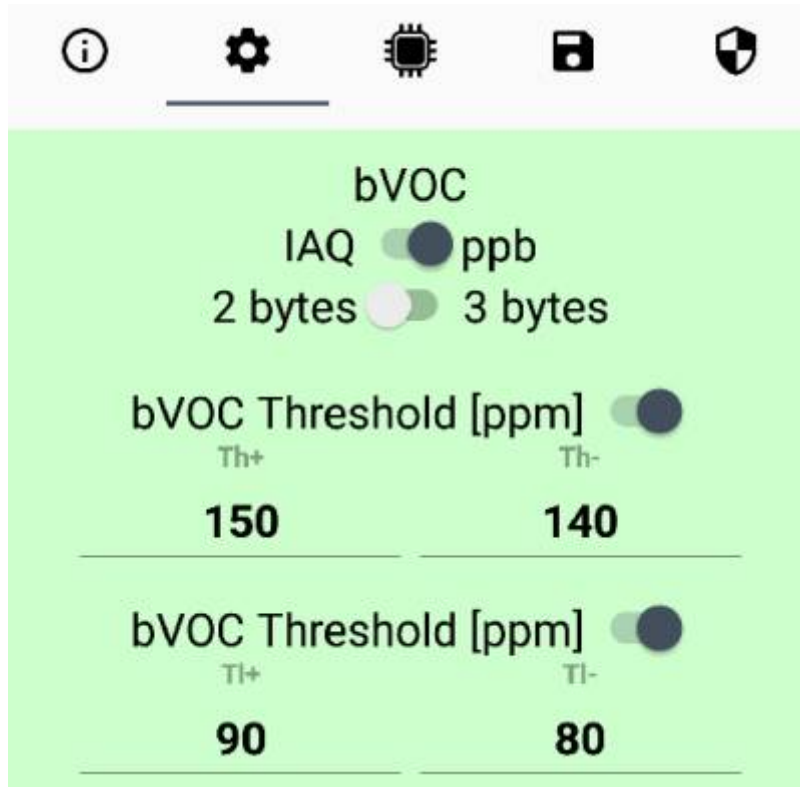 bVOC
IAQ ppb
2 bytes 3 bytes
bVOC Threshold [ppm]
Th+ Th-
150 140
bVOC Threshold [ppm]
Tl+ Tl-
90 80